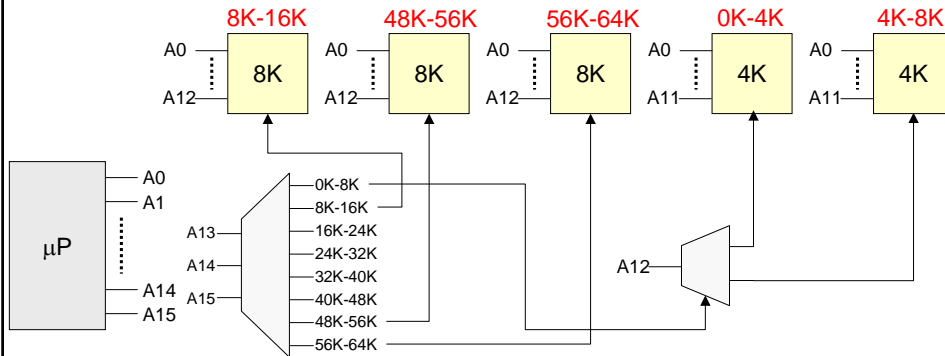 8K-16K 48K-56K 56K-64K 0K-4K 4K-8K
A0 A0 A0 A0 A0
8K 8K 8K 4K 4K
A12 A12 A12 A11 A11
µP
A0
A1
A14
A15
A13
A14
A15
0K-8K
8K-16K
16K-24K
24K-32K
32K-40K
40K-48K
48K-56K
56K-64K
A12